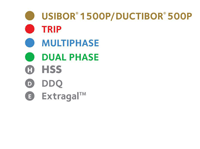 USIBOR® 1500P/DUCTIBOR® 500P
TRIP
MULTIPHASE
DUAL PHASE
H HSS
D DDQ
E Extragal™